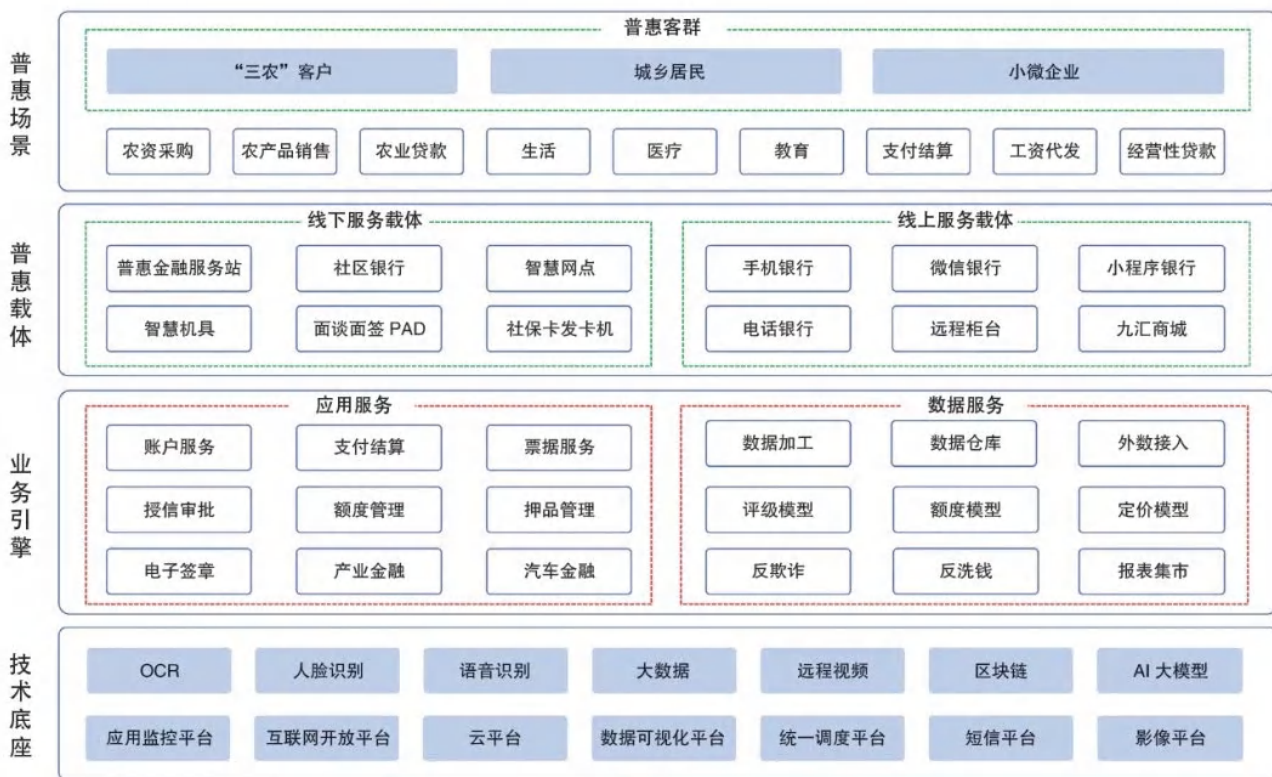 普惠场景
普惠客群
“三农”客户 城乡居民 小微企业
农资采购 农产品销售 农业贷款 生活 医疗 教育 支付结算 工资代发 经营性贷款
普惠载体
线下服务载体 线上服务载体
普惠金融服务站 社区银行 智慧网点 手机银行 微信银行 小程序银行
智慧机具 面谈面签 PAD 社保卡发卡机 电话银行 远程柜台 九汇商城
业务引擎
应用服务 数据服务
账户服务 支付结算 票据服务 数据加工 数据仓库 外数接入
授信审批 额度管理 押品管理 评级模型 额度模型 定价模型
电子签章 产业金融 汽车金融 反欺诈 反洗钱 报表集市
技术底座
OCR 人脸识别 语音识别 大数据 远程视频 区块链 AI 大模型
应用监控平台 互联网开放平台 云平台 数据可视化平台 统一调度平台 短信平台 影像平台